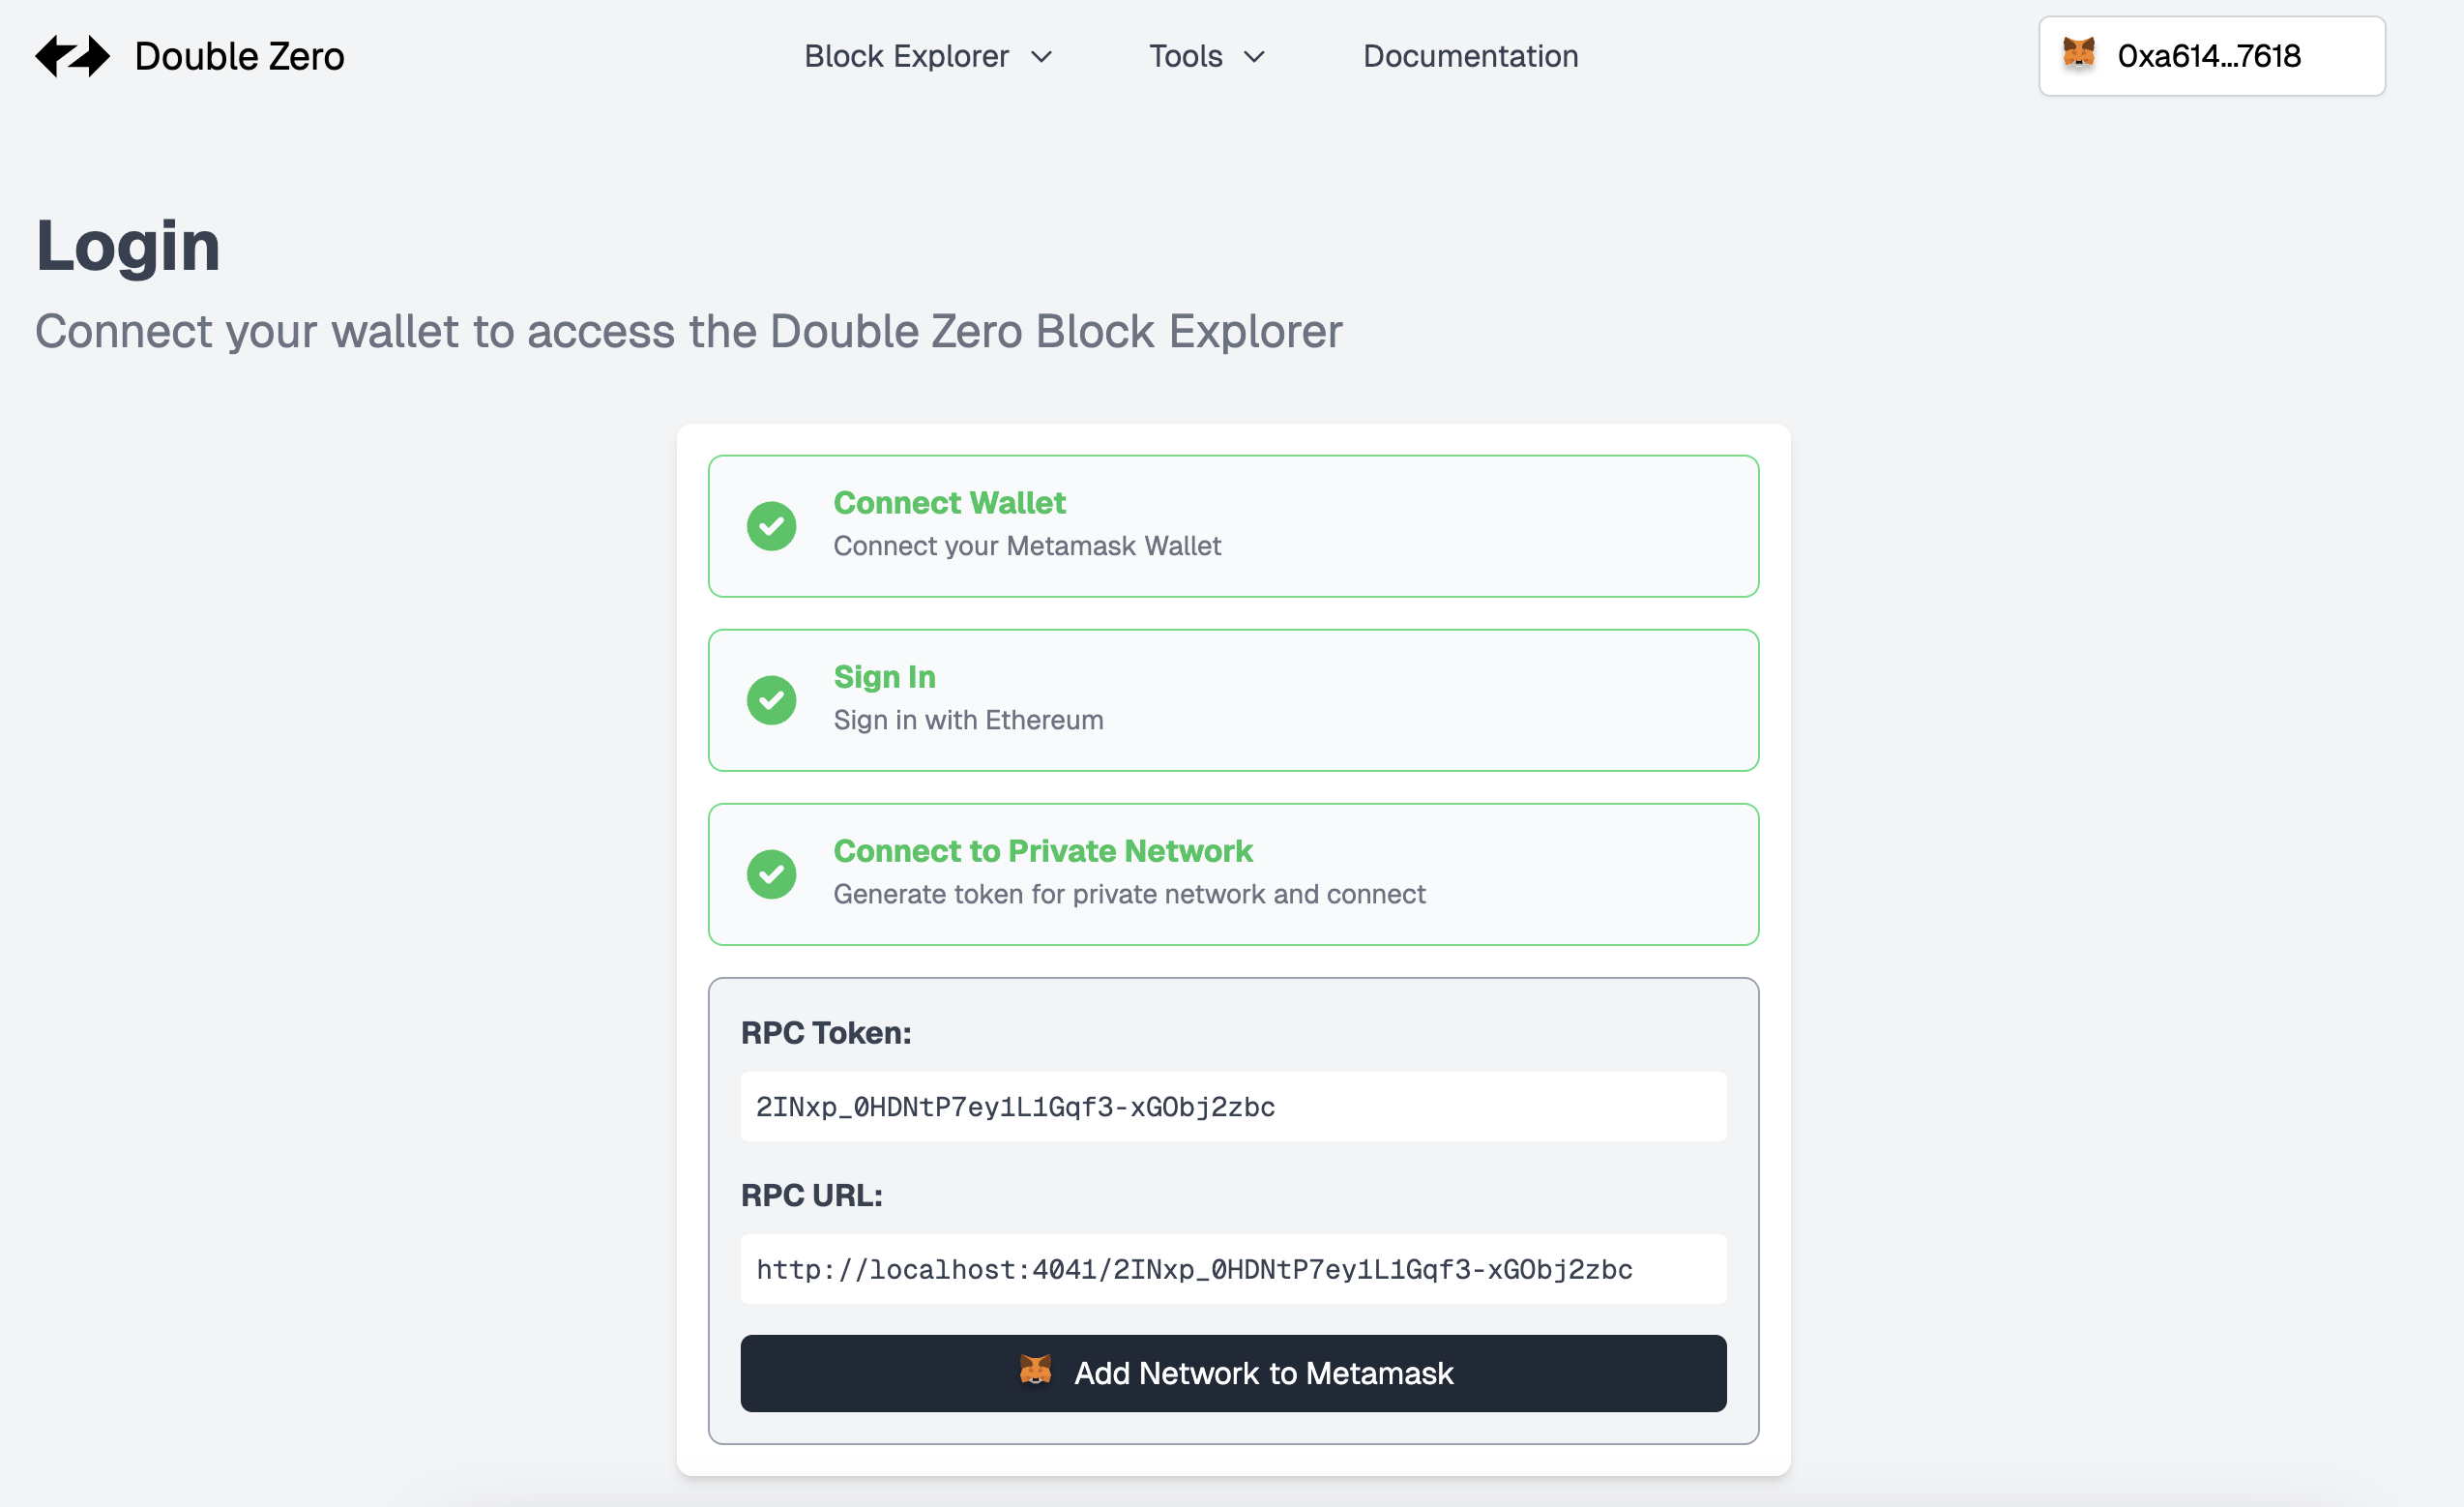 Double Zero
Block Explorer
Tools
Documentation
0xa614...7618
Login
Connect your wallet to access the Double Zero Block Explorer
Connect Wallet
Connect your Metamask Wallet
Sign In
Sign in with Ethereum
Connect to Private Network
Generate token for private network and connect
RPC Token:
2INxp_0HDNtP7ey1L1Gqf3-xGObj2zbc
RPC URL:
http://localhost:4041/2INxp_0HDNtP7ey1L1Gqf3-xGObj2zbc
Add Network to Metamask